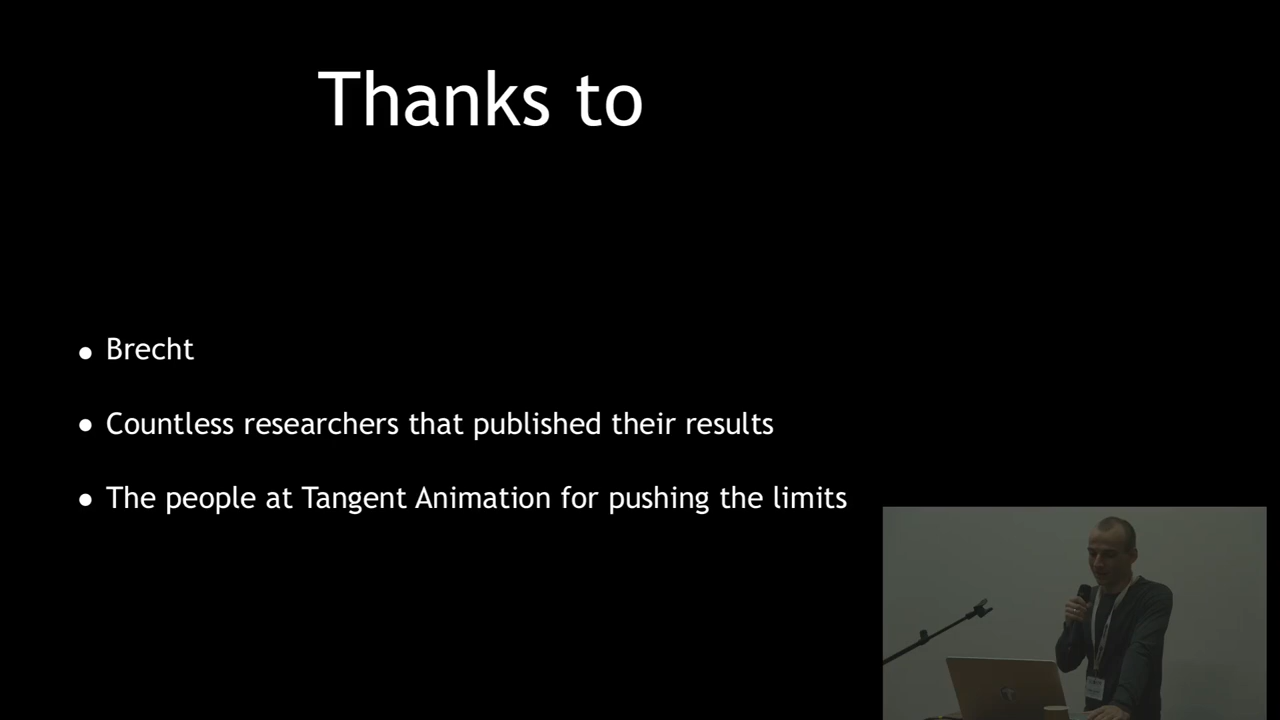 Thanks to
• Brecht
• Countless researchers that published their results
• The people at Tangent Animation for pushing the limits